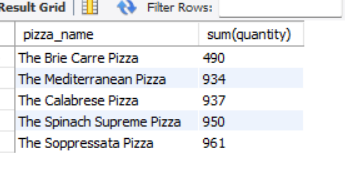 Result Grid Filter Rows:
pizza_name sum(quantity)
The Brie Carre Pizza 490
The Mediterranean Pizza 934
The Calabrese Pizza 937
The Spinach Supreme Pizza 950
The Soppressata Pizza 961